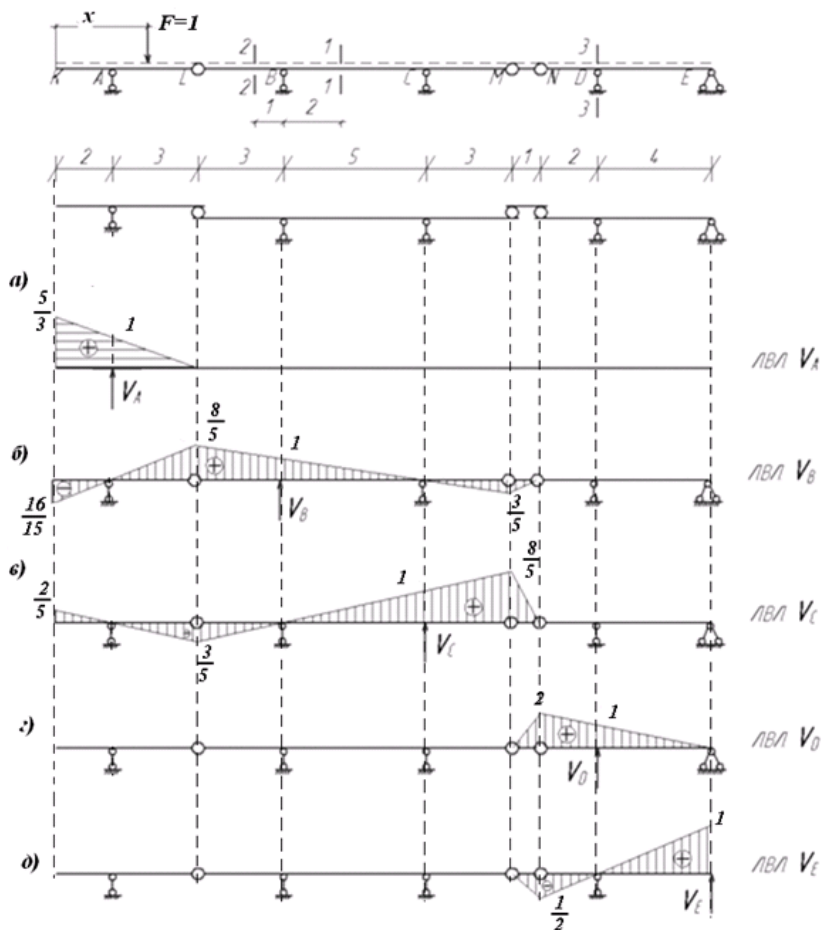 x F=1
2 1 3
K A L B C M N D E
2 1 3
1 2
2 3 3 5 3 1 2 4
а)
5/3 1
V_A
ЛВЛ V_A
б)
8/5 1
16/15 V_B 3/5
ЛВЛ V_B
в)
2/5 1 8/5
3/5 V_C
ЛВЛ V_C
г)
2 1
V_D
ЛВЛ V_D
д)
1
1/2 V_E
ЛВЛ V_E